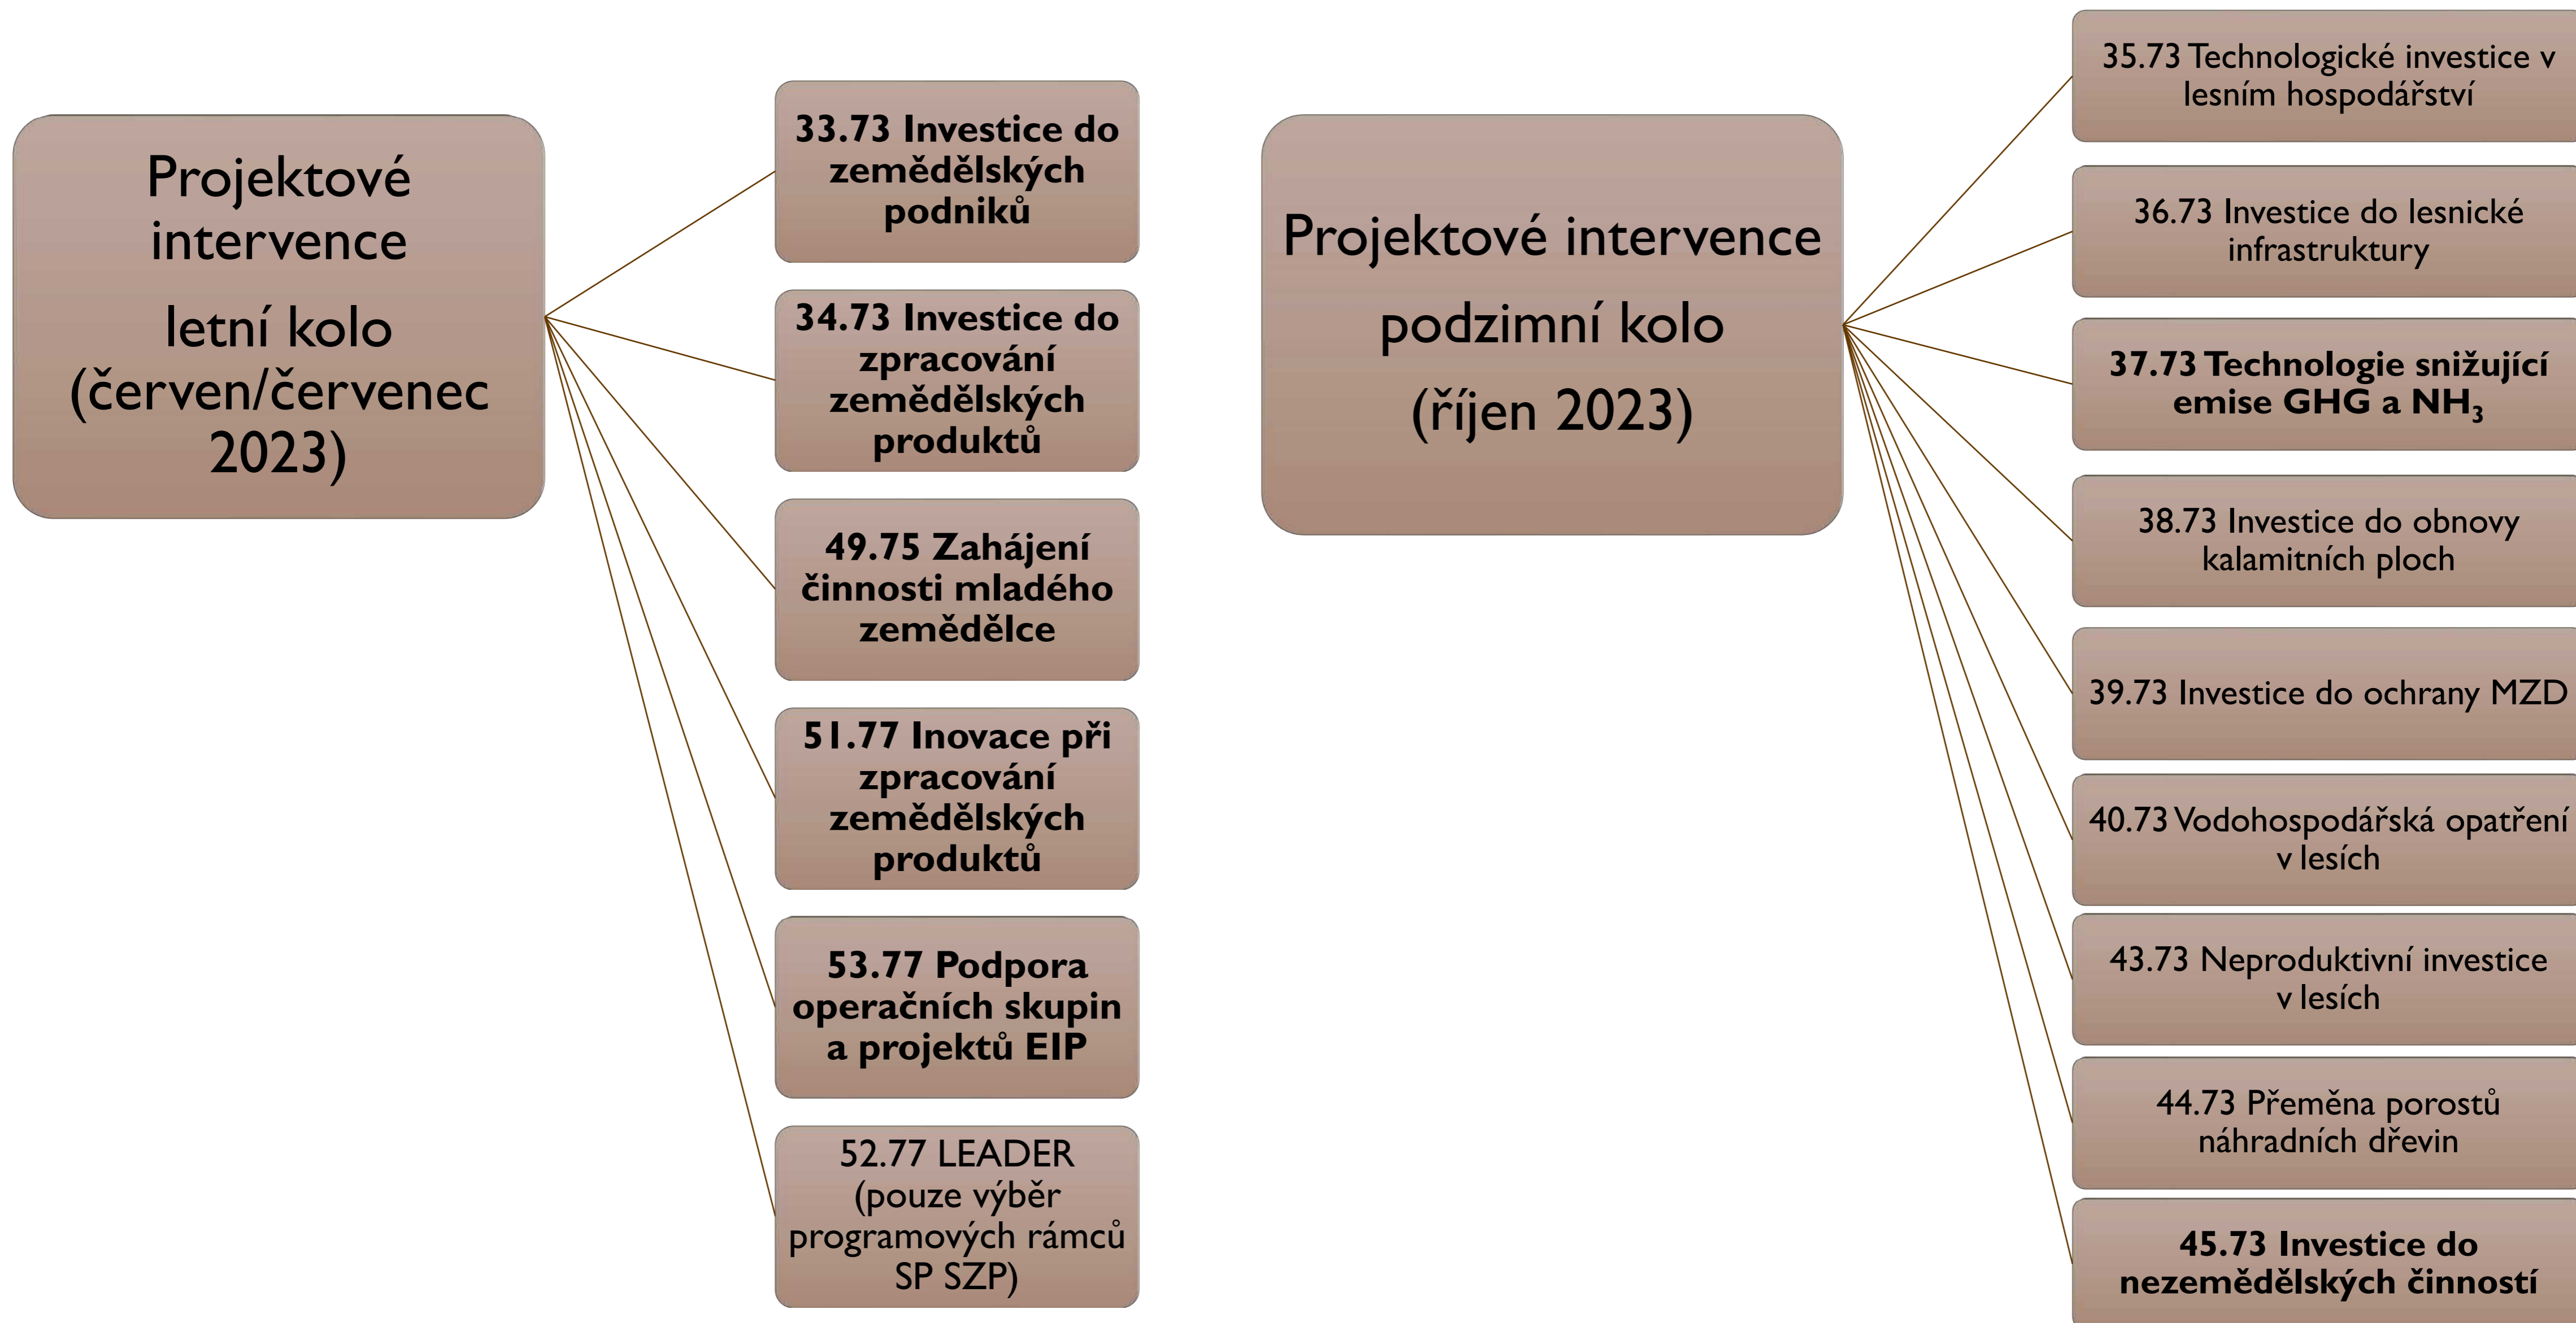 Projektové
intervence
letní kolo
(červen/červenec
2023)
33.73 Investice do
zemědělských
podniků
34.73 Investice do
zpracování
zemědělských
produktů
49.75 Zahájení
činnosti mladého
zemědělce
51.77 Inovace při
zpracování
zemědělských
produktů
53.77 Podpora
operačních skupin
a projektů EIP
52.77 LEADER
(pouze výběr
programových rámců
SP SZP)
Projektové intervence
podzimní kolo
(říjen 2023)
35.73 Technologické investice v
lesním hospodářství
36.73 Investice do lesnické
infrastruktury
37.73 Technologie snižující
emise GHG a NH₃
38.73 Investice do obnovy
kalamitních ploch
39.73 Investice do ochrany MZD
40.73 Vodohospodářská opatření
v lesích
43.73 Neproduktivní investice
v lesích
44.73 Přeměna porostů
náhradních dřevin
45.73 Investice do
nezemědělských činností